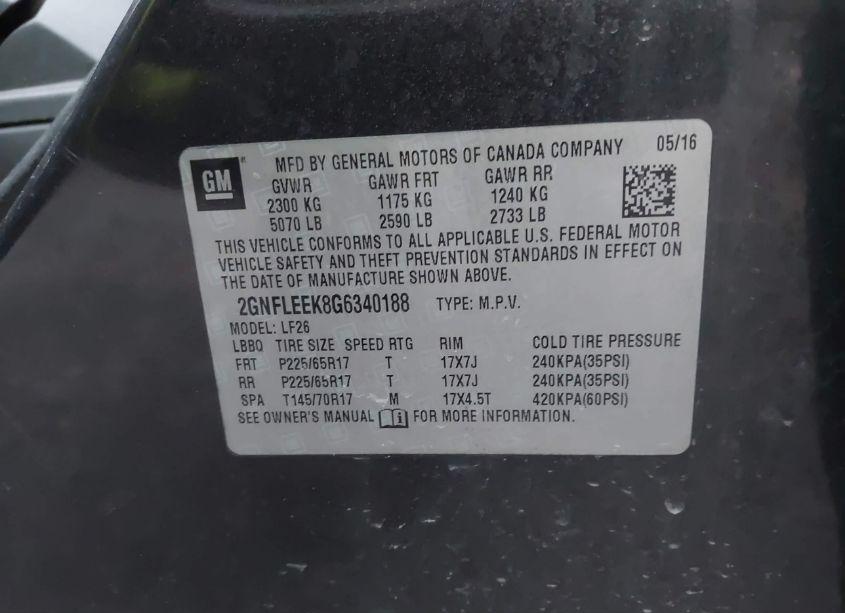 GM
MFD BY GENERAL MOTORS OF CANADA COMPANY 05/16
GVWR GAWR FRT GAWR RR
2300 KG 1175 KG 1240 KG
5070 LB 2590 LB 2733 LB
THIS VEHICLE CONFORMS TO ALL APPLICABLE U.S. FEDERAL MOTOR
VEHICLE SAFETY AND THEFT PREVENTION STANDARDS IN EFFECT ON
THE DATE OF MANUFACTURE SHOWN ABOVE.
2GNFLEEK8G6340188 TYPE: M.P.V.
MODEL: LF26
LBBQ TIRE SIZE SPEED RTG RIM COLD TIRE PRESSURE
FRT P225/65R17 T 17X7J 240KPA(35PSI)
RR P225/65R17 T 17X7J 240KPA(35PSI)
SPA T145/70R17 M 17X4.5T 420KPA(60PSI)
SEE OWNER'S MANUAL FOR MORE INFORMATION.